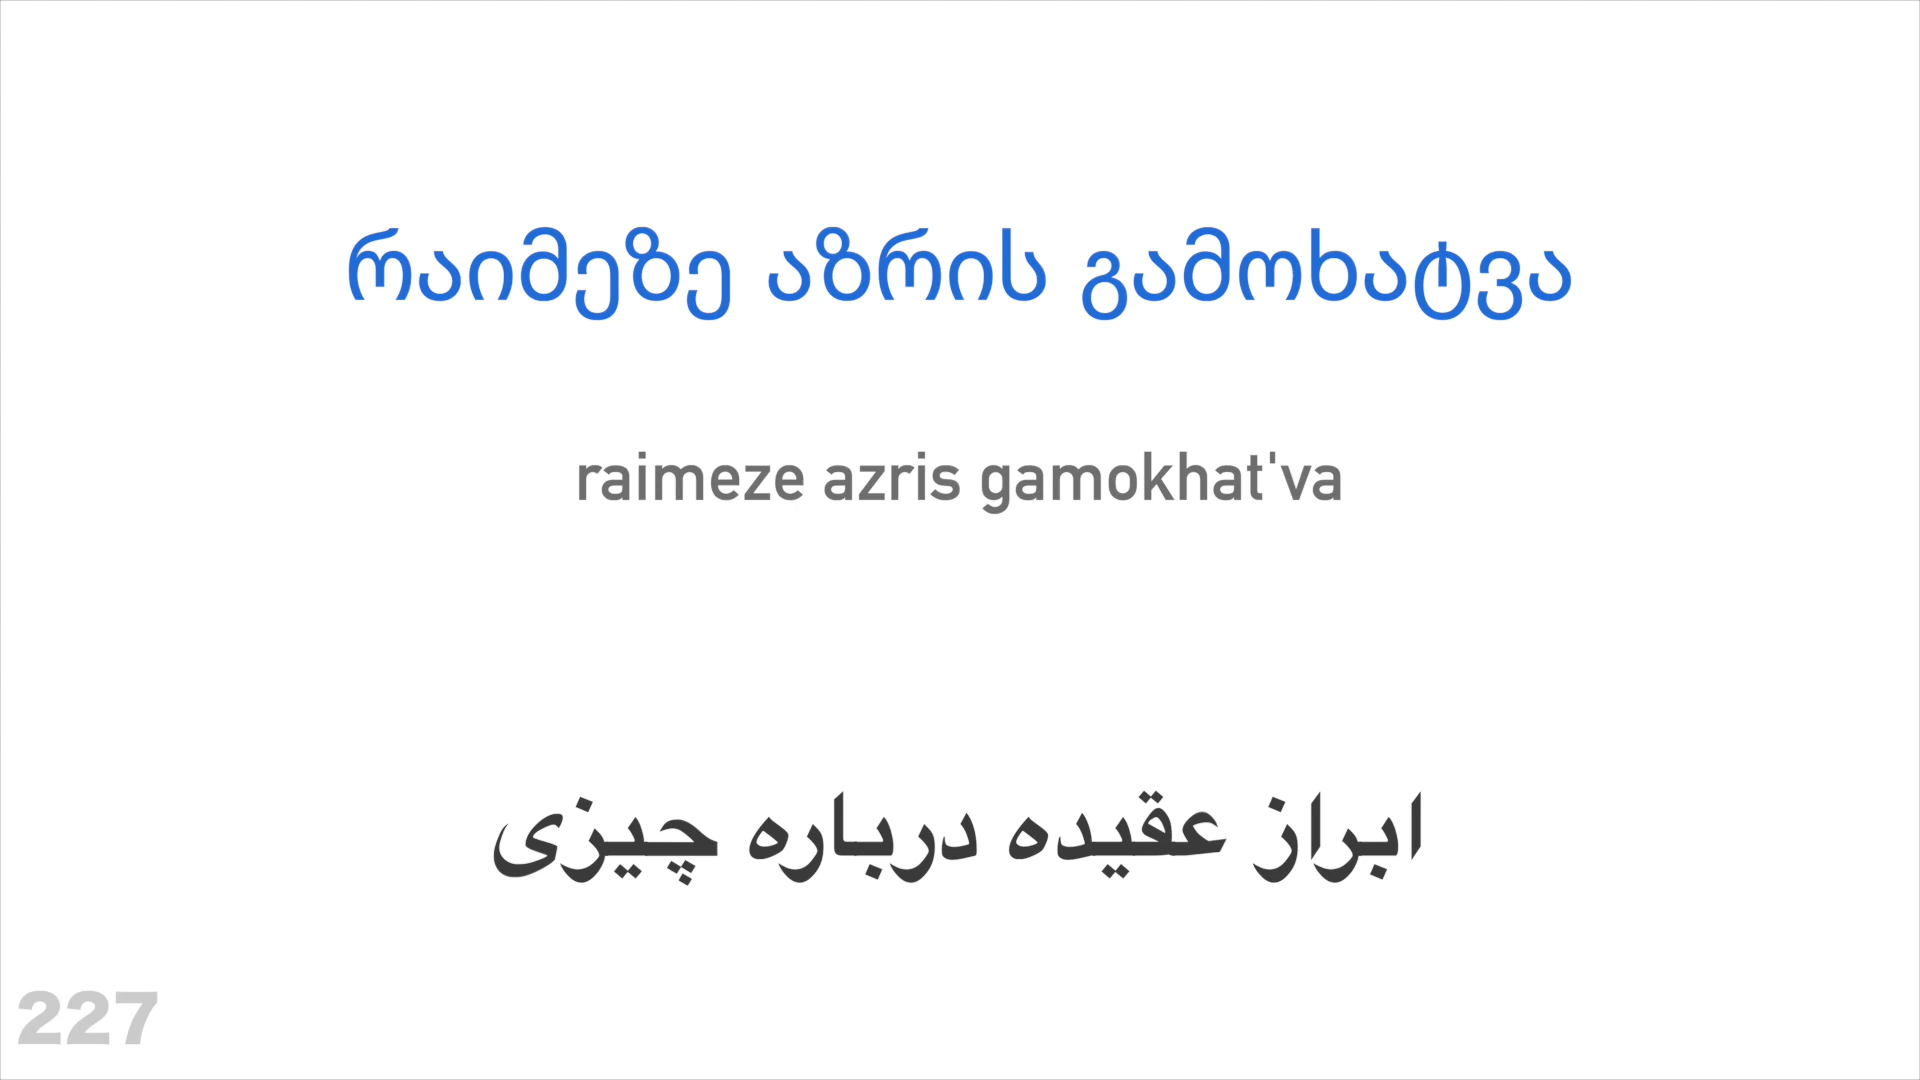 რაიმეზე აზრის გამოხატვა
raimeze azris gamokhat'va
ابراز عقیده درباره چیزی
227